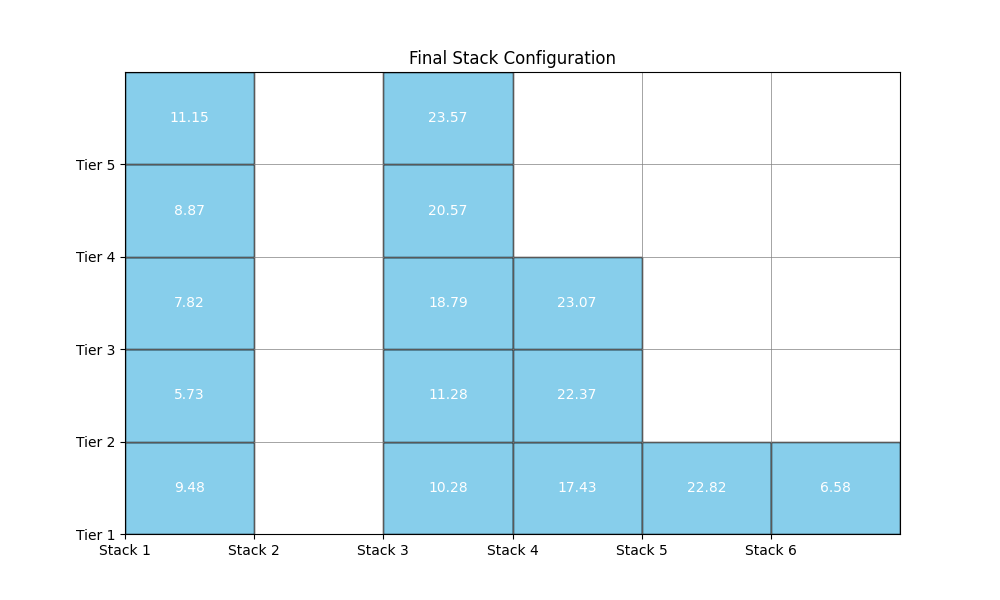 Final Stack Configuration
11.15 23.57
Tier 5
8.87 20.57
Tier 4
7.82 18.79 23.07
Tier 3
5.73 11.28 22.37
Tier 2
9.48 10.28 17.43 22.82 6.58
Tier 1
Stack 1 Stack 2 Stack 3 Stack 4 Stack 5 Stack 6